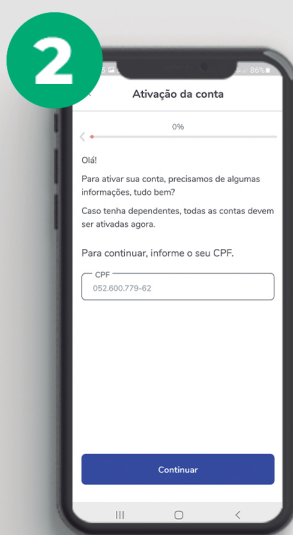 2
86%
Ativação da conta
0%
Olá!
Para ativar sua conta, precisamos de algumas
informações, tudo bem?
Caso tenha dependentes, todas as contas devem
ser ativadas agora.
Para continuar, informe o seu CPF.
CPF
052.600.779-62
Continuar